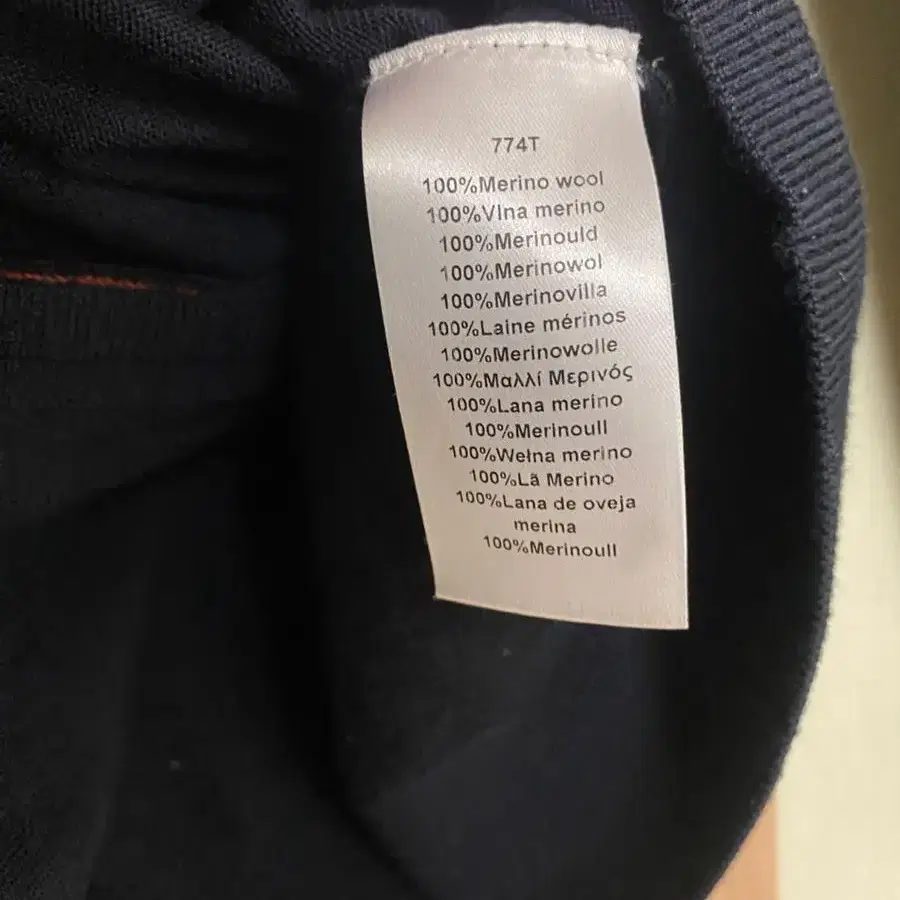 774T
100%Merino wool
100%Vlna merino
100%Merinould
100%Merinowol
100%Merinovilla
100%Laine mérinos
100%Merinowolle
100%Μαλλί Μερινός
100%Lana merino
100%Merinoull
100%Wełna merino
100%Lã Merino
100%Lana de oveja
merina
100%Merinoull